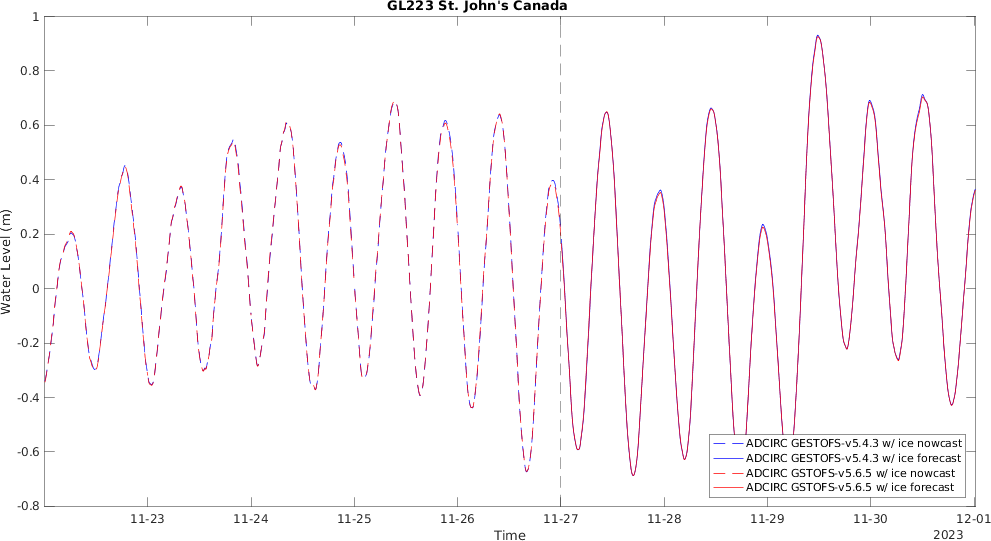 GL223 St. John's Canada
1
0.8
0.6
0.4
0.2
0
-0.2
-0.4
-0.6
-0.8
Water Level (m)
11-23 11-24 11-25 11-26 11-27 11-28 11-29 11-30 12-01
Time
2023
ADCIRC GESTOFS-v5.4.3 w/ ice nowcast
ADCIRC GESTOFS-v5.4.3 w/ ice forecast
ADCIRC GSTOFS-v5.6.5 w/ ice nowcast
ADCIRC GSTOFS-v5.6.5 w/ ice forecast